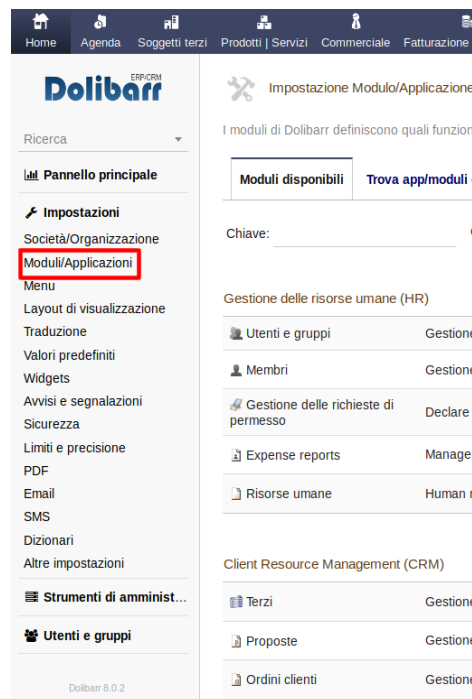 Home Agenda Soggetti terzi Prodotti | Servizi Commerciale Fatturazione
Dolibarr ERP/CRM
Ricerca
Pannello principale
Impostazioni
Società/Organizzazione
Moduli/Applicazioni
Menu
Layout di visualizzazione
Traduzione
Valori predefiniti
Widgets
Avvisi e segnalazioni
Sicurezza
Limiti e precisione
PDF
Email
SMS
Dizionari
Altre impostazioni
Strumenti di amminist...
Utenti e gruppi
Dolibarr 8.0.2
Impostazione Modulo/Applicazione
I moduli di Dolibarr definiscono quali funzion
Moduli disponibili Trova app/moduli
Chiave:
Gestione delle risorse umane (HR)
Utenti e gruppi Gestione
Membri Gestione
Gestione delle richieste di
permesso Declare
Expense reports Manage
Risorse umane Human
Client Resource Management (CRM)
Terzi Gestione
Proposte Gestione
Ordini clienti Gestione